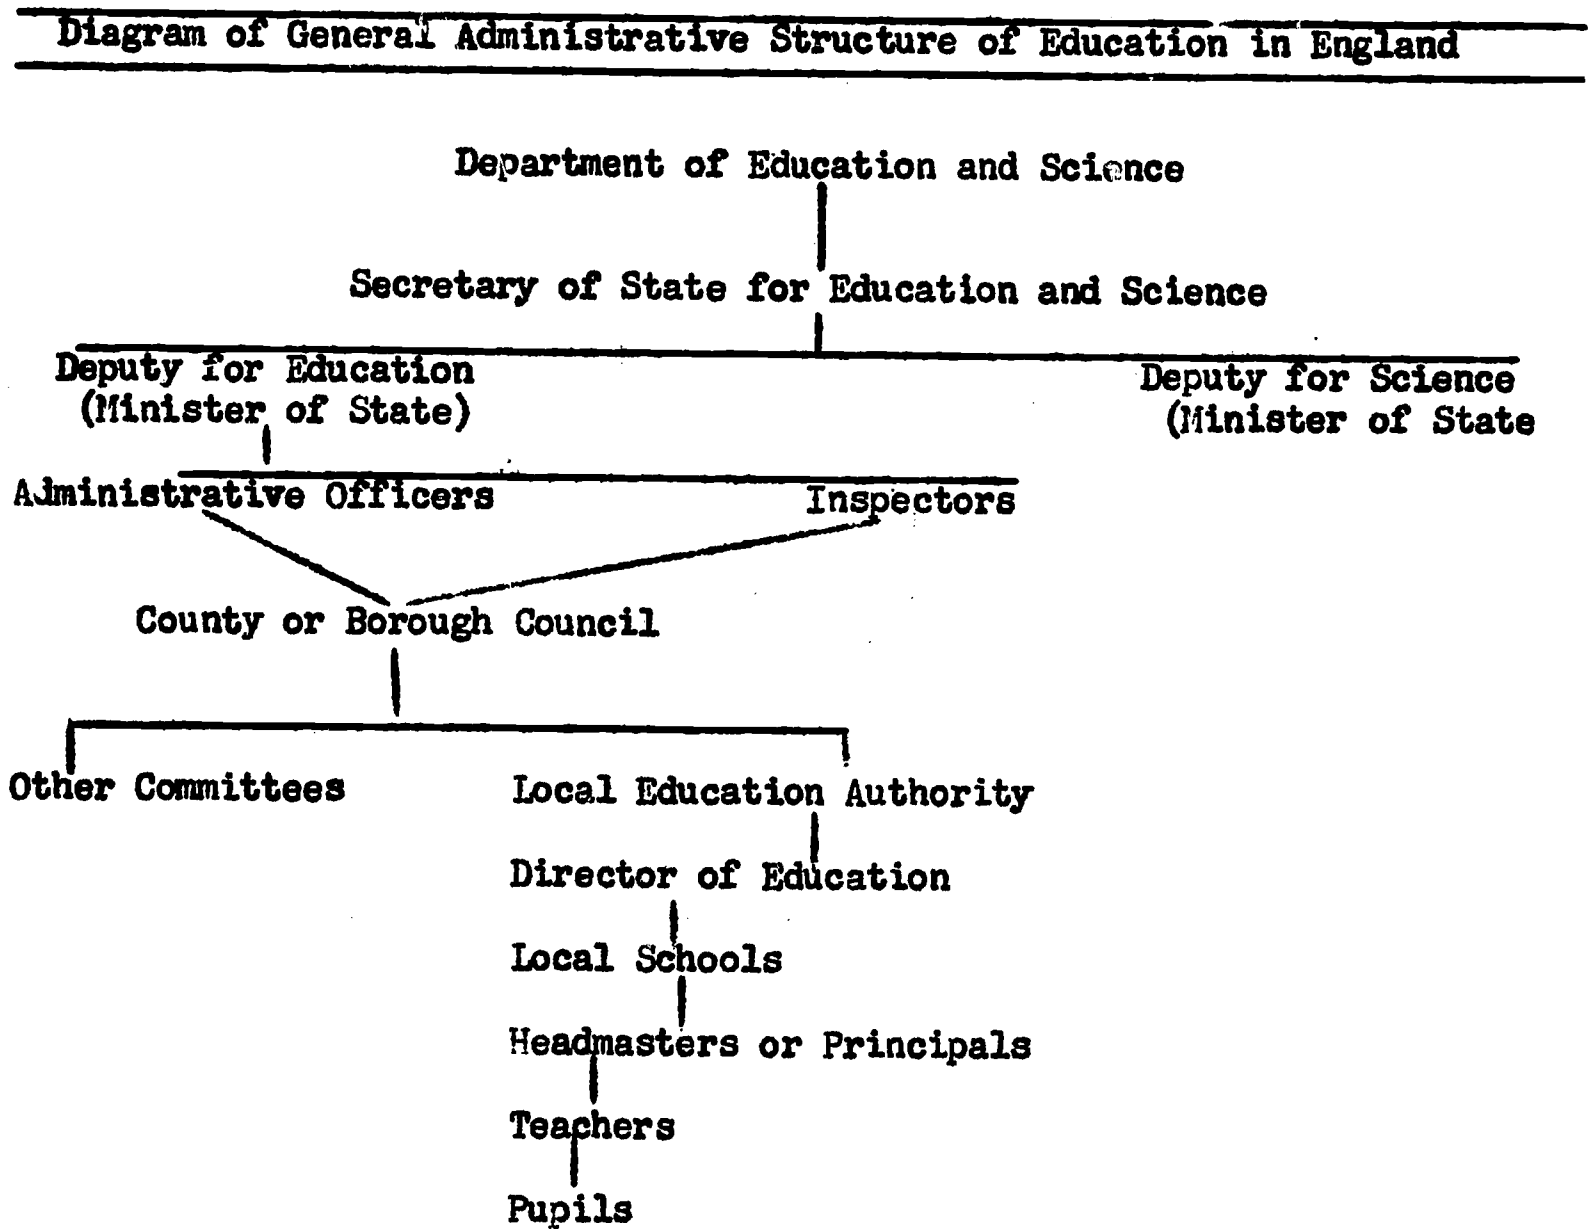 Diagram of General Administrative Structure of Education in England
Department of Education and Science
Secretary of State for Education and Science
Deputy for Education
(Minister of State)
Deputy for Science
(Minister of State
Administrative Officers
Inspectors
County or Borough Council
Other Committees
Local Education Authority
Director of Education
Local Schools
Headmasters or Principals
Teachers
Pupils